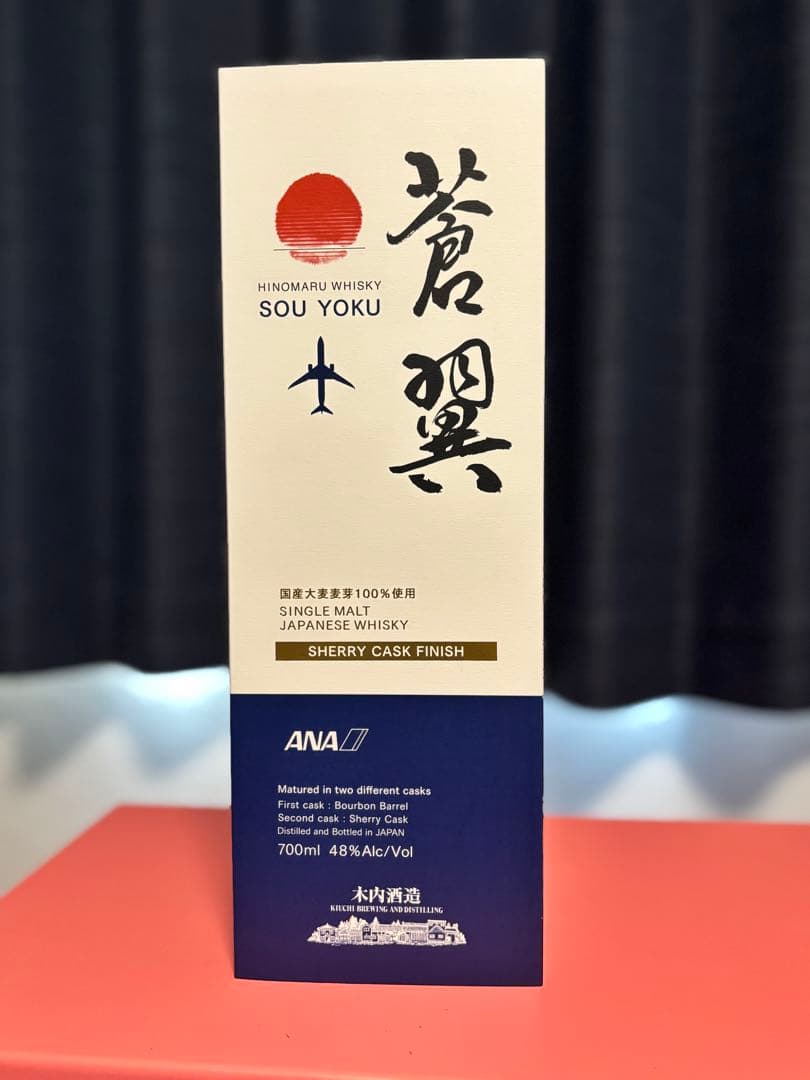 蒼翼
HINOMARU WHISKY
SOU YOKU
国産大麦麦芽100%使用
SINGLE MALT
JAPANESE WHISKY
SHERRY CASK FINISH
ANA
Matured in two different casks
First cask : Bourbon Barrel
Second cask : Sherry Cask
Distilled and Bottled in JAPAN
700ml 48%Alc/Vol
木内酒造
KIUCHI BREWING AND DISTILLING